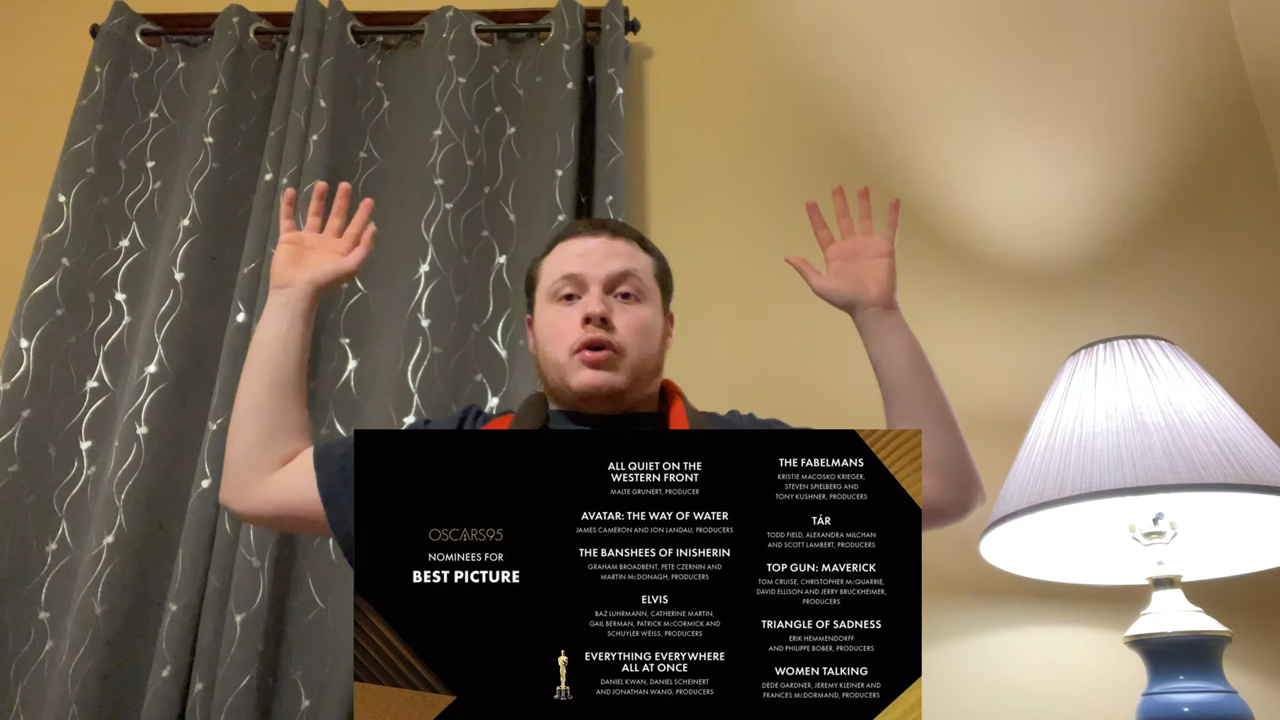 OSCARS95
NOMINEES FOR
BEST PICTURE
ALL QUIET ON THE
WESTERN FRONT
MALTE GRUNERT, PRODUCER
AVATAR: THE WAY OF WATER
JAMES CAMERON AND JON LANDAU, PRODUCERS
THE BANSHEES OF INISHERIN
GRAHAM BROADBENT, PETE CZERNIN AND
MARTIN McDONAGH, PRODUCERS
ELVIS
BAZ LUHRMANN, CATHERINE MARTIN,
GAIL BERMAN, PATRICK McCORMICK AND
SCHUYLER WEISS, PRODUCERS
EVERYTHING EVERYWHERE
ALL AT ONCE
DANIEL KWAN, DANIEL SCHEINERT
AND JONATHAN WANG, PRODUCERS
THE FABELMANS
KRISTIE MACOSKO KRIEGER,
STEVEN SPIELBERG AND
TONY KUSHNER, PRODUCERS
TÁR
TODD FIELD, ALEXANDRA MILCHAN
AND SCOTT LAMBERT, PRODUCERS
TOP GUN: MAVERICK
TOM CRUISE, CHRISTOPHER McQUARRIE,
DAVID ELLISON AND JERRY BRUCKHEIMER,
PRODUCERS
TRIANGLE OF SADNESS
ERIK HEMMENDORFF
AND PHILIPPE BOBER, PRODUCERS
WOMEN TALKING
DEDE GARDNER, JEREMY KLEINER AND
FRANCES McDORMAND, PRODUCERS